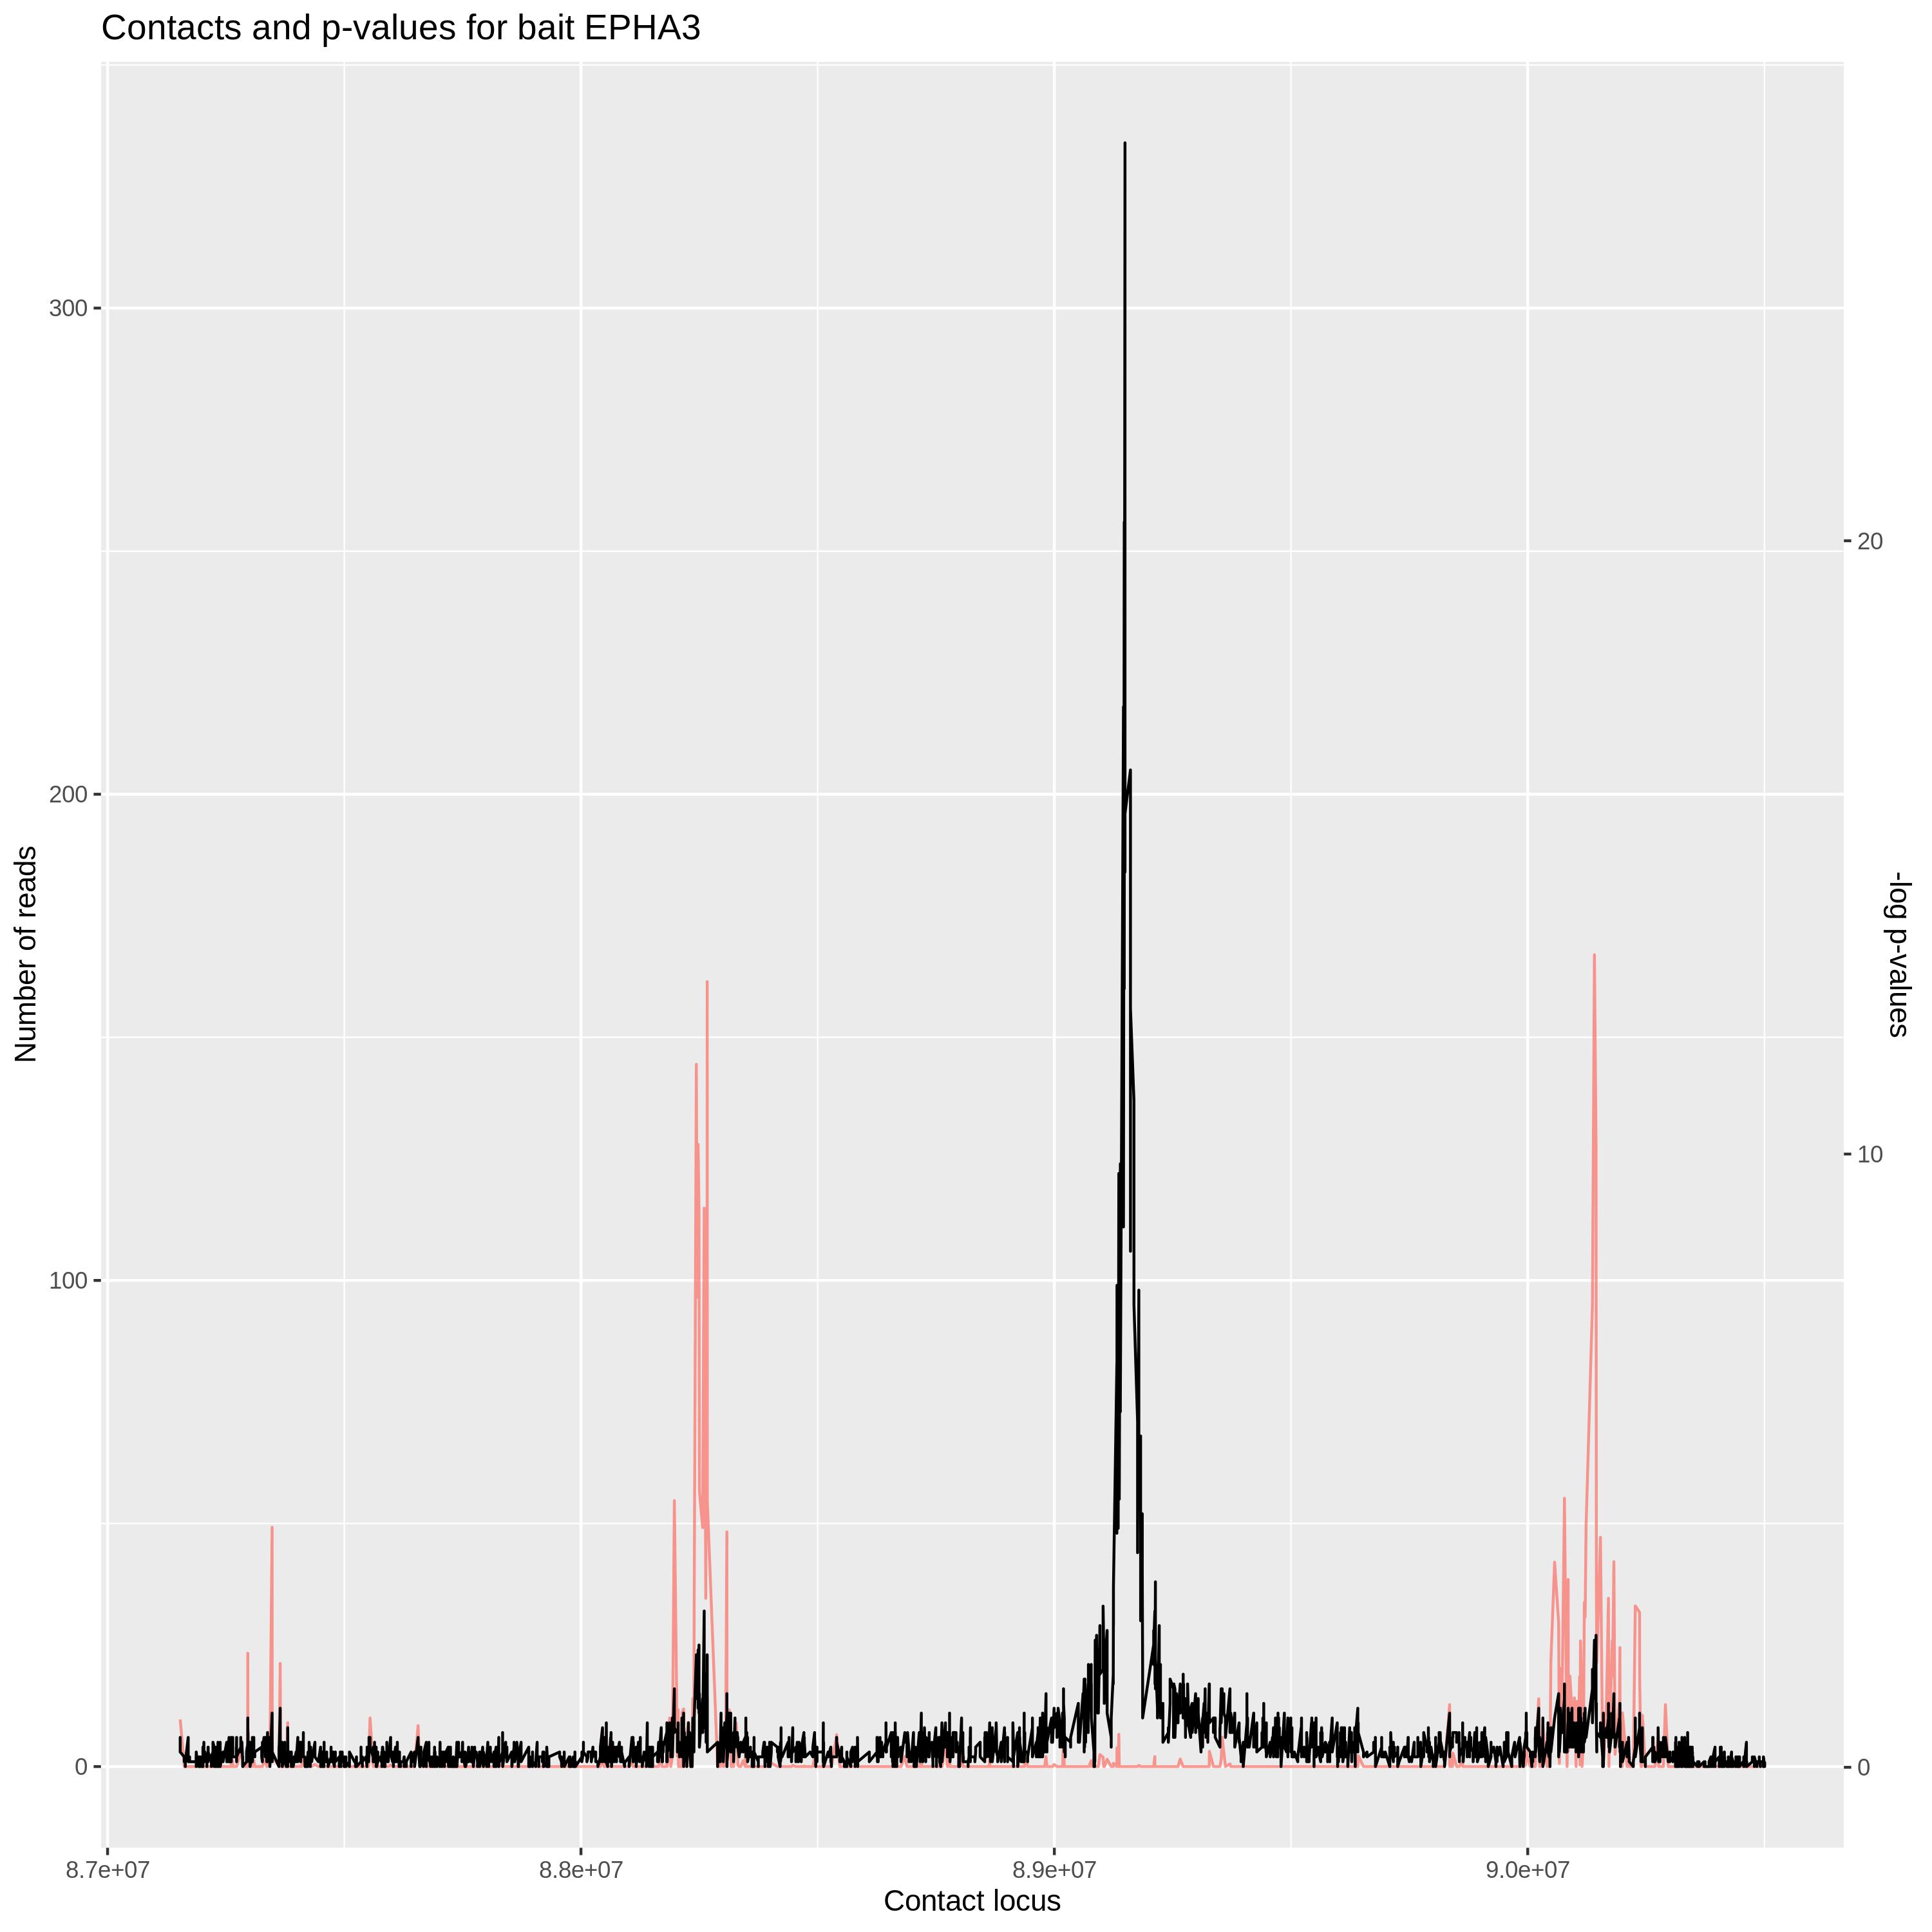 Contacts and p-values for bait EPHA3
300
200
100
0
Number of reads
20
10
0
-log p-values
8.7e+07
8.8e+07
8.9e+07
9.0e+07
Contact locus